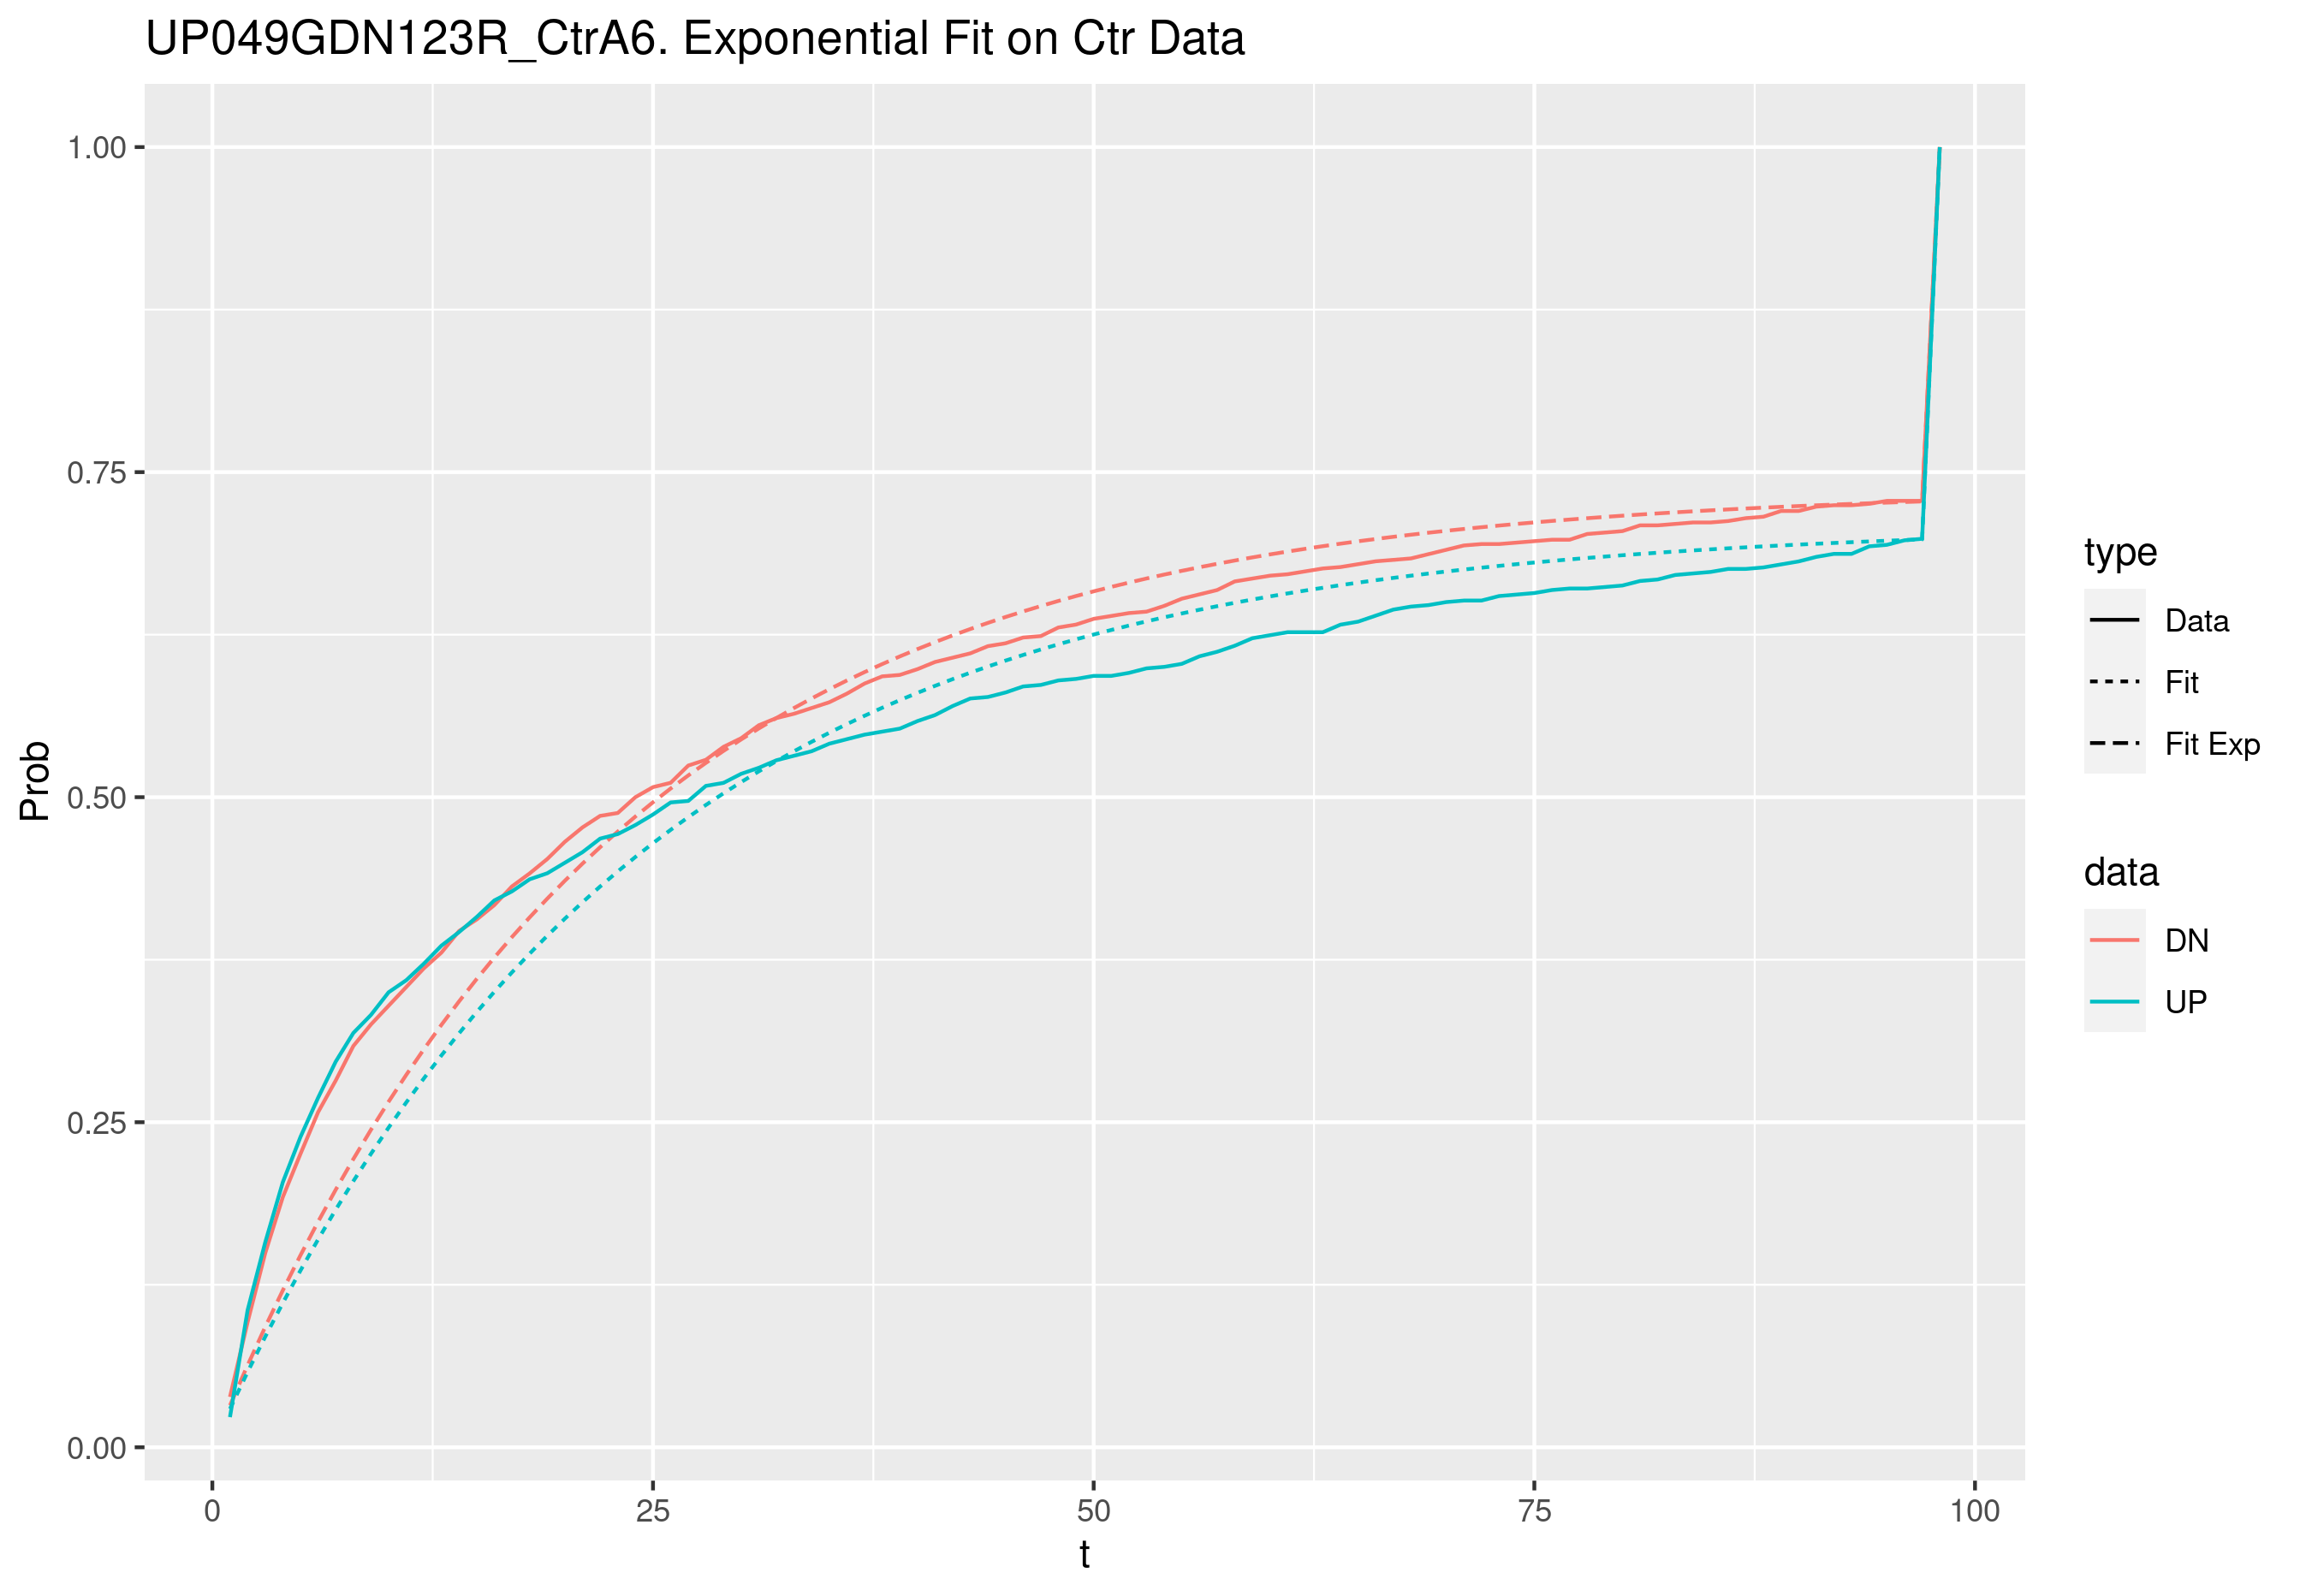 UP049GDN123R_CtrA6. Exponential Fit on Ctr Data
Prob
1.00
0.75
0.50
0.25
0.00
0
25
50
75
100
t
type
Data
Fit
Fit Exp
data
DN
UP